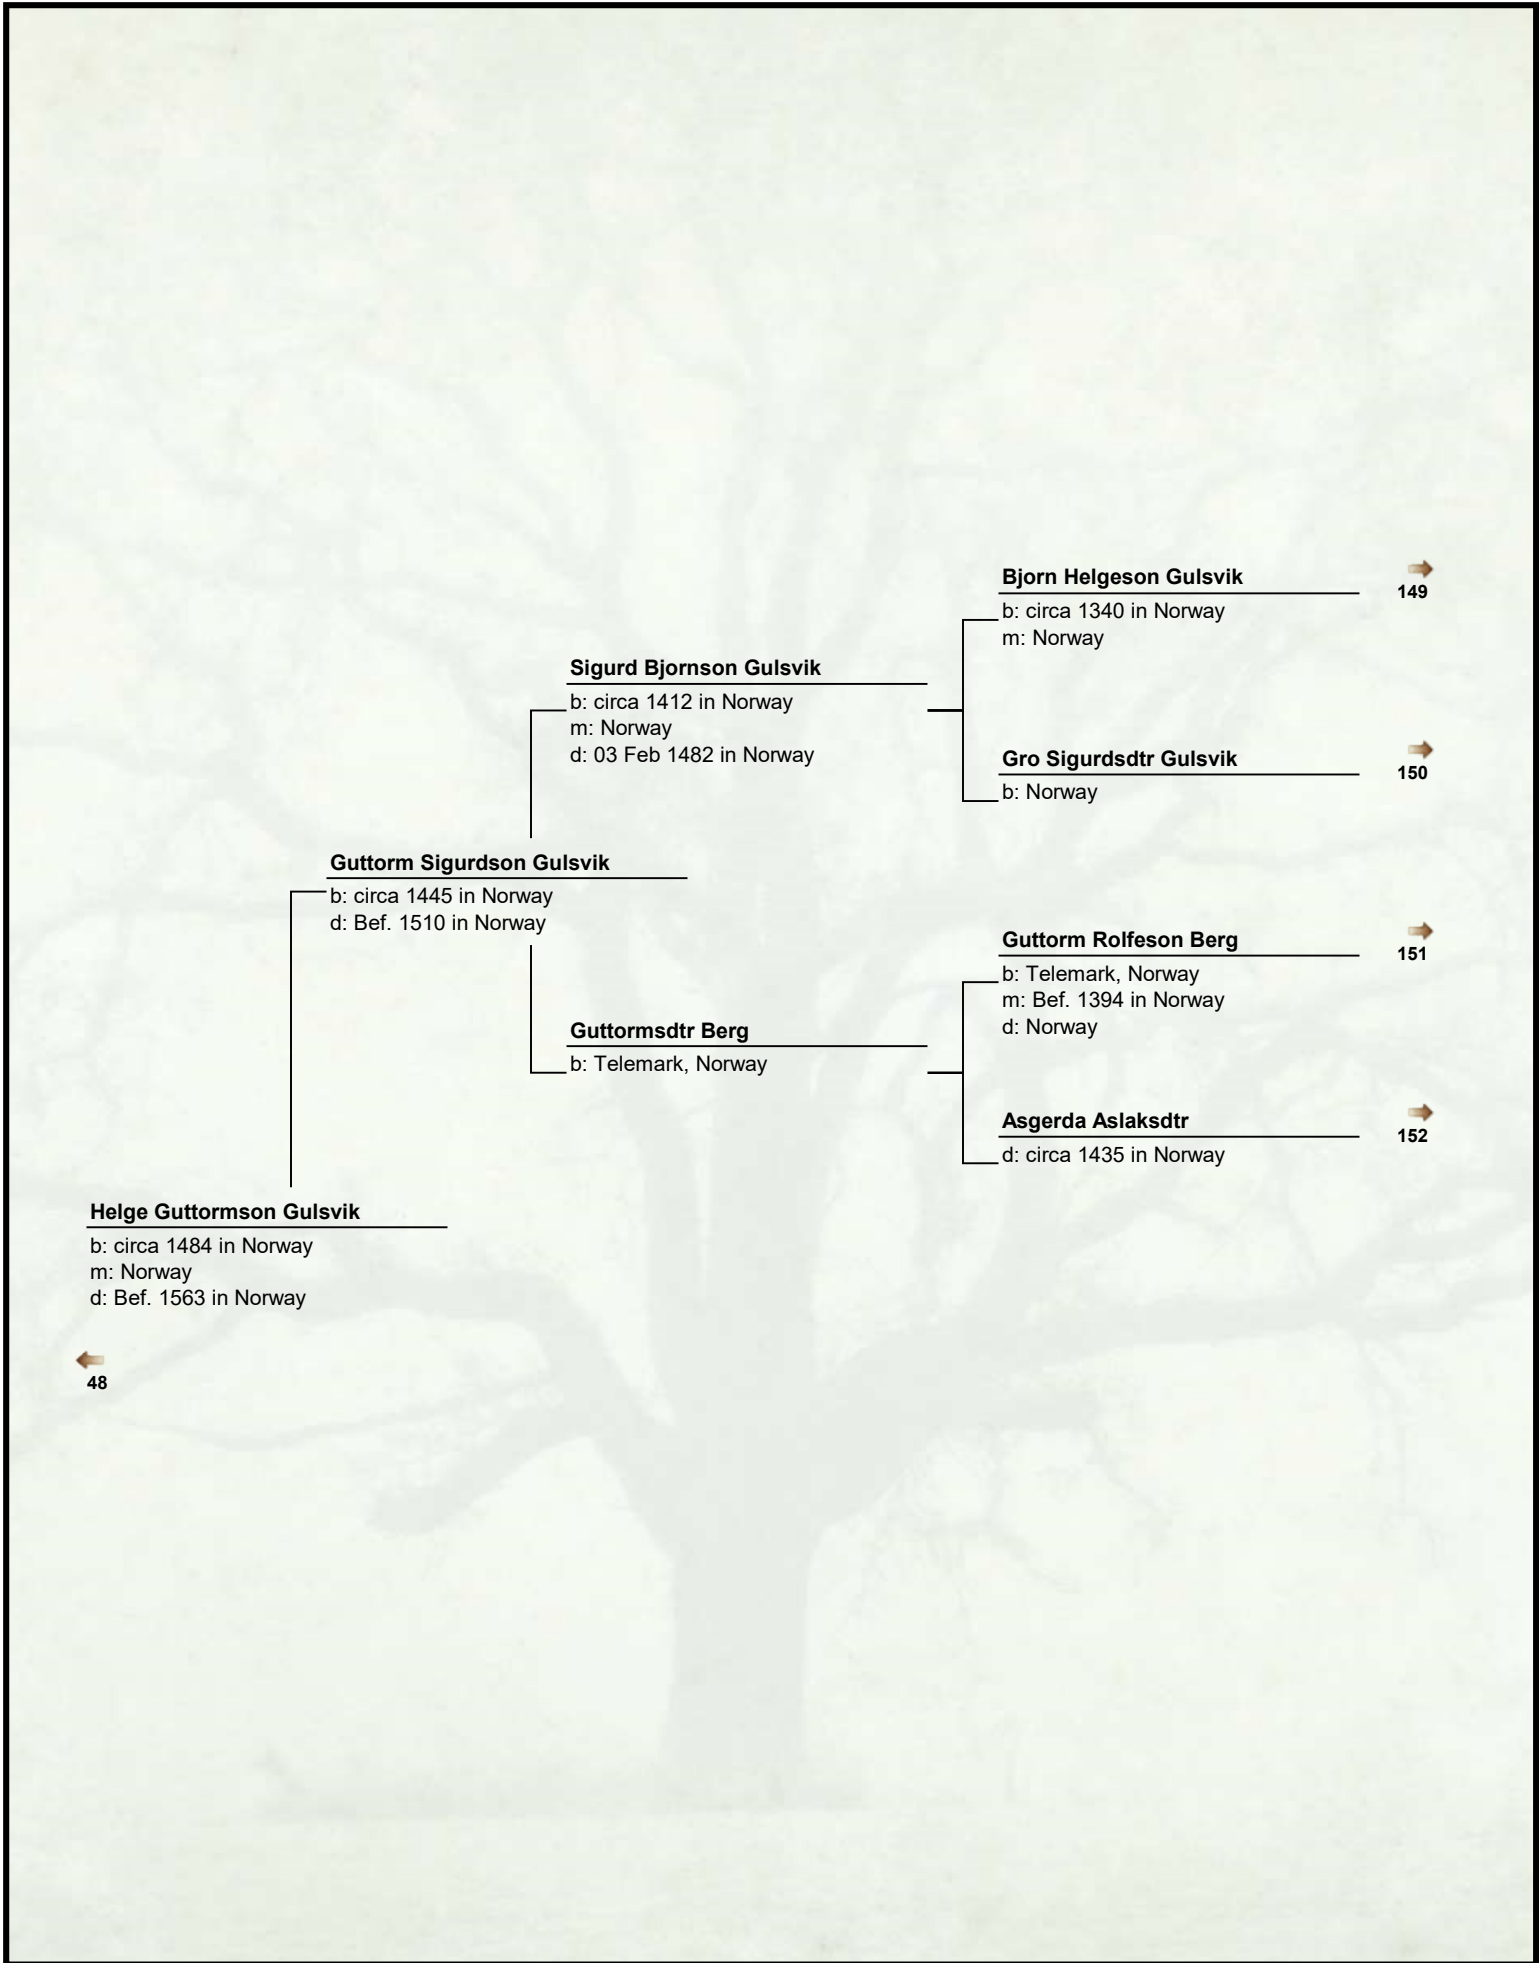 Bjorn Helgeson Gulsvik
149
b: circa 1340 in Norway
m: Norway
Sigurd Bjornson Gulsvik
b: circa 1412 in Norway
m: Norway
d: 03 Feb 1482 in Norway
Gro Sigurdsdtr Gulsvik
150
b: Norway
Guttorm Sigurdson Gulsvik
b: circa 1445 in Norway
d: Bef. 1510 in Norway
Guttorm Rolfeson Berg
151
b: Telemark, Norway
m: Bef. 1394 in Norway
d: Norway
Guttormsdtr Berg
b: Telemark, Norway
Asgerda Aslaksdtr
152
d: circa 1435 in Norway
Helge Guttormson Gulsvik
b: circa 1484 in Norway
m: Norway
d: Bef. 1563 in Norway
48